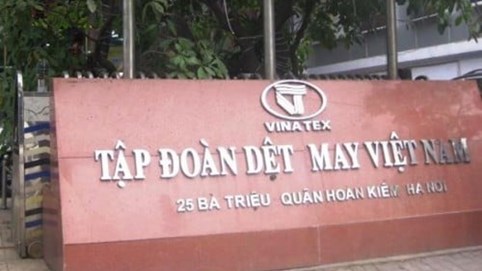 VINATEX
TẬP ĐOÀN DỆT MAY VIỆT NAM
25 BÀ TRIỆU QUẬN HOÀN KIẾM HÀ NỘI